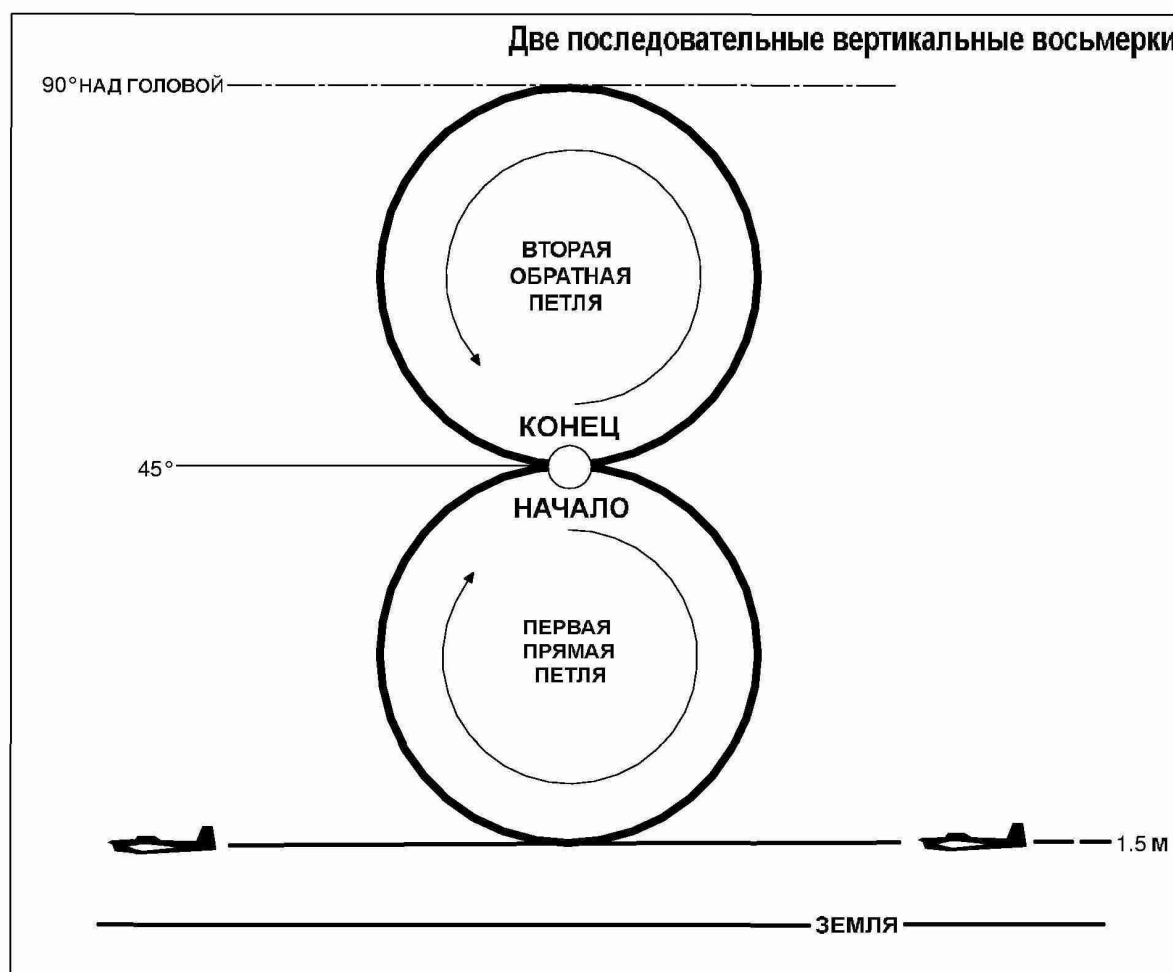 Две последовательные вертикальные восьмерки
90° НАД ГОЛОВОЙ
ВТОРАЯ
ОБРАТНАЯ
ПЕТЛЯ
КОНЕЦ
45°
НАЧАЛО
ПЕРВАЯ
ПРЯМАЯ
ПЕТЛЯ
1.5 М
ЗЕМЛЯ